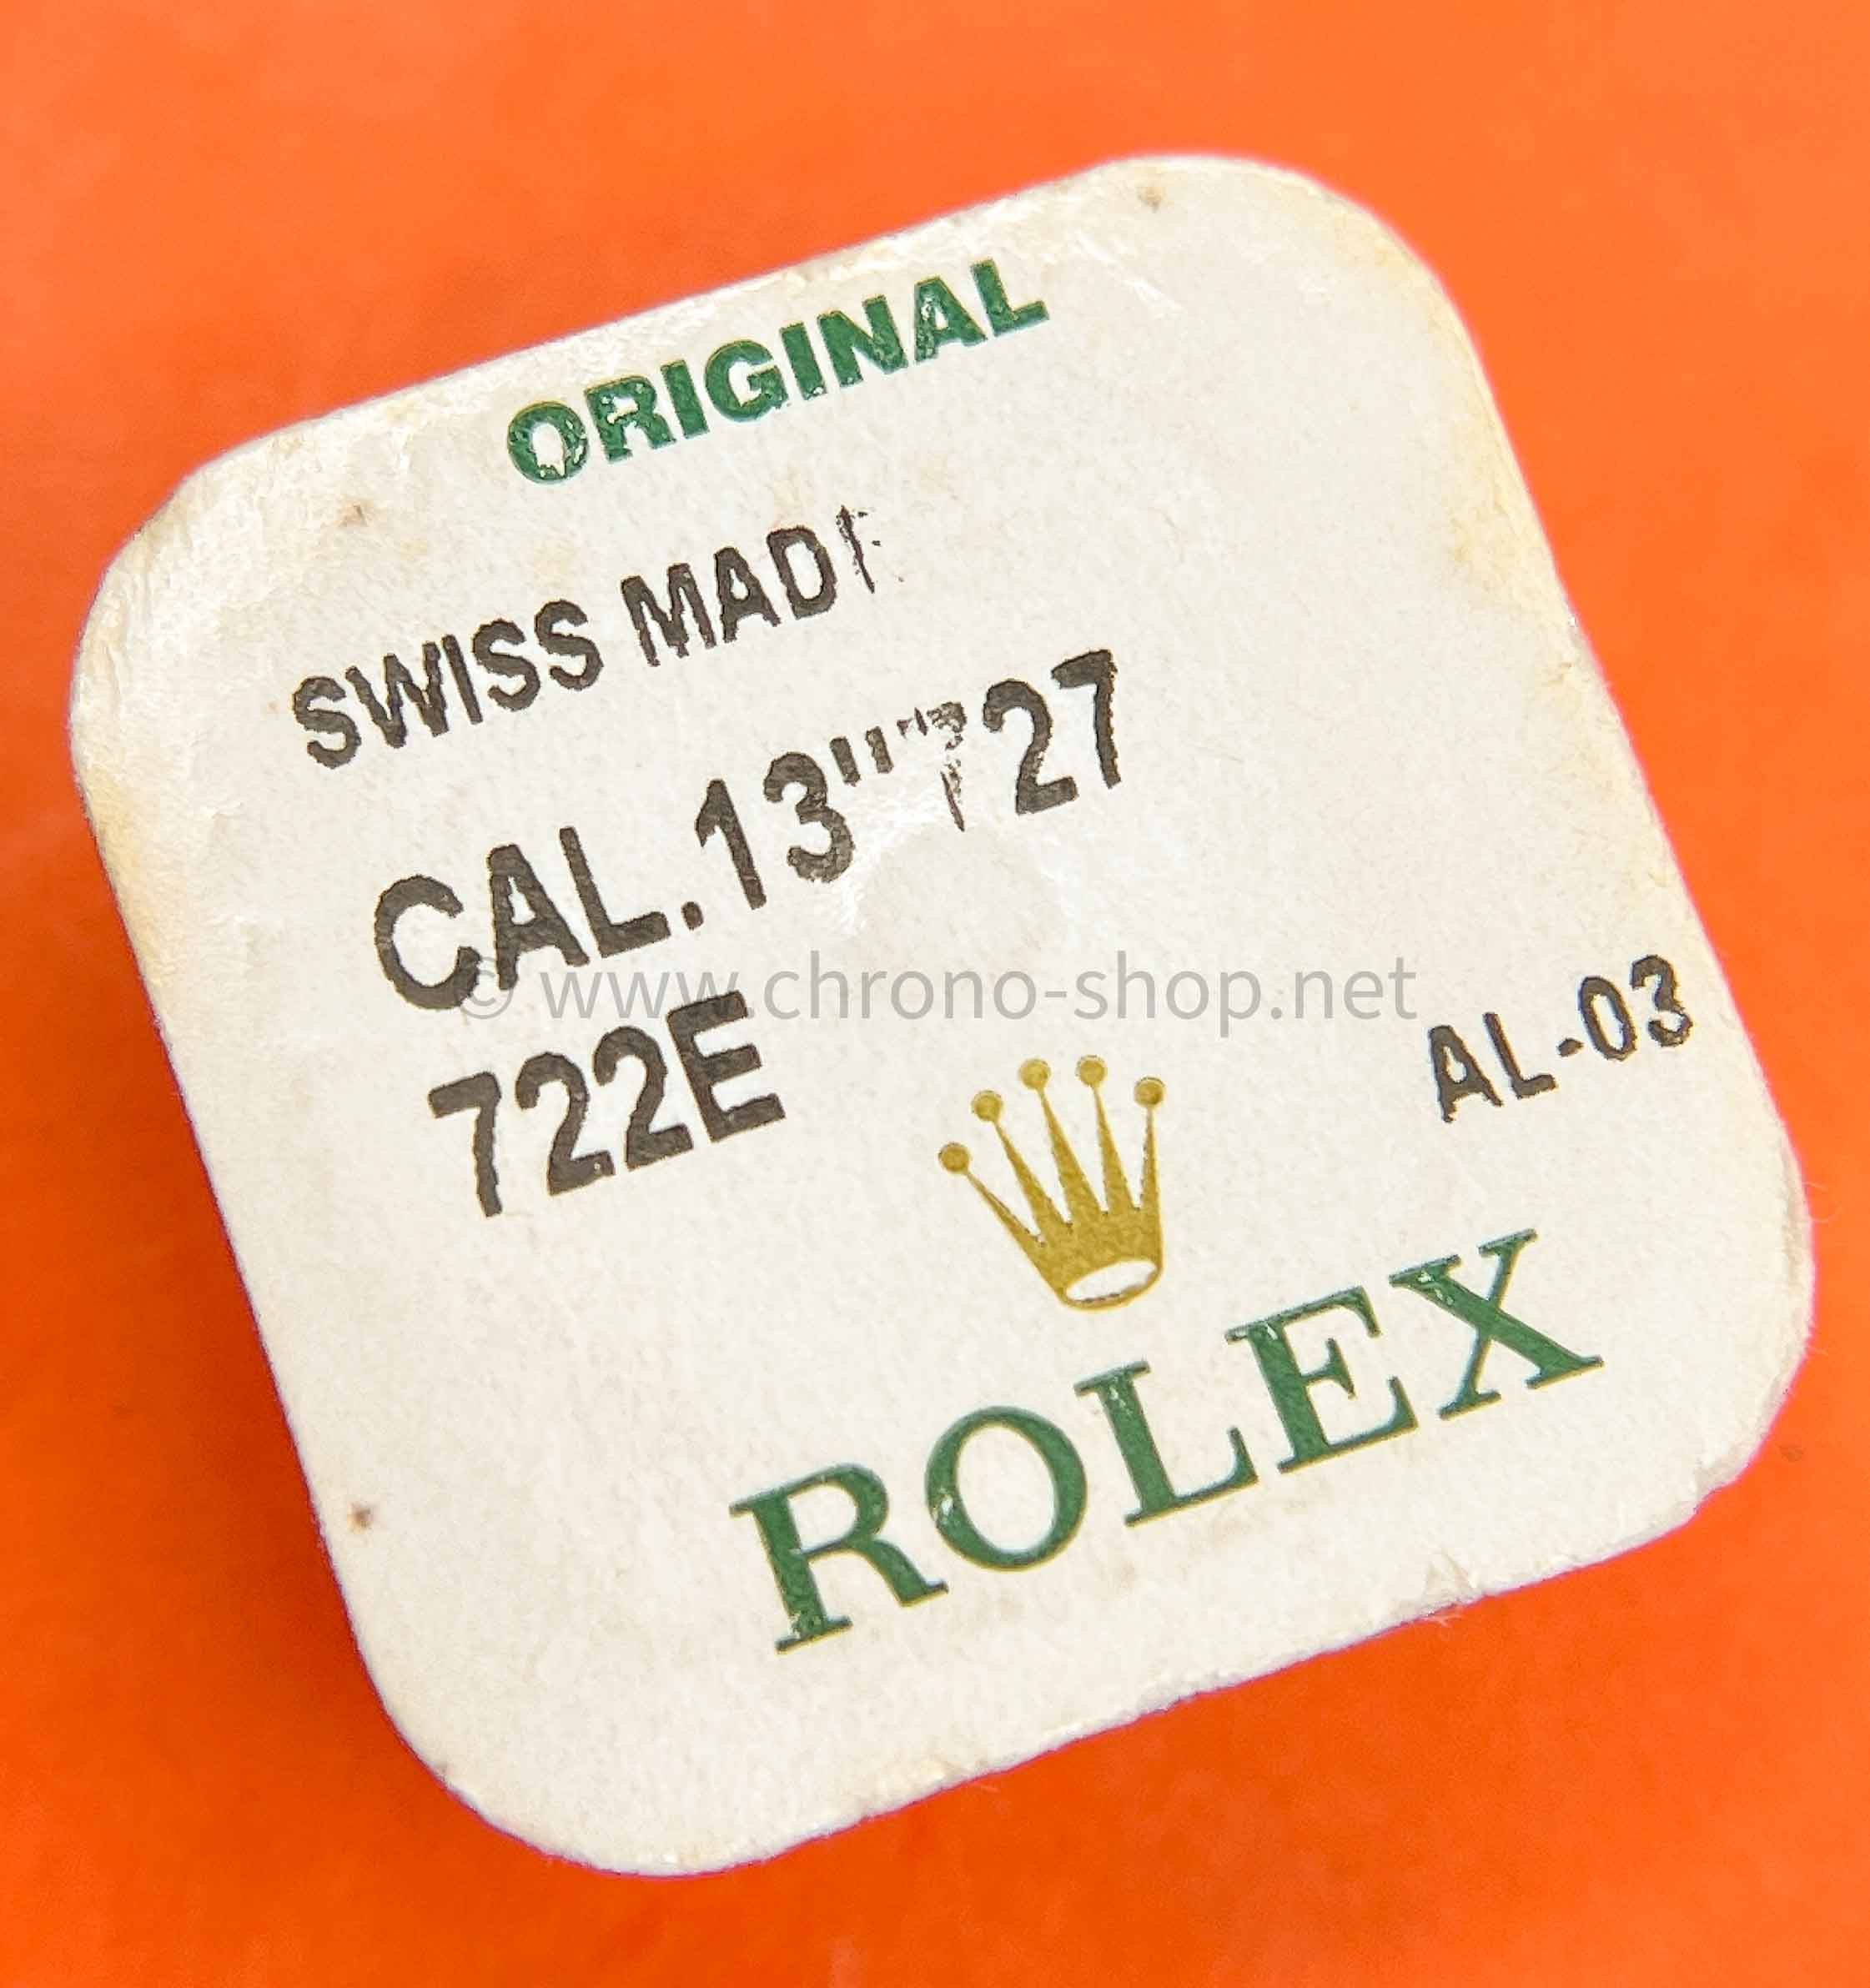 ORIGINAL
SWISS MADE
CAL.13'''727
722E
© www.chrono-shop.net
AL-03
ROLEX